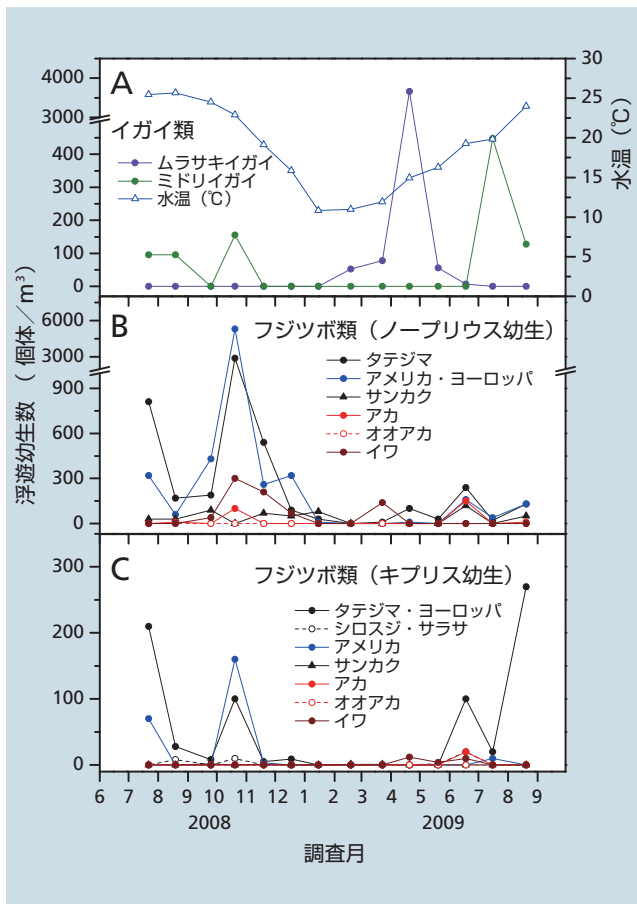 A
イガイ類
ムラサキイガイ
ミドリイガイ
水温（℃）
4000
3000
400
300
200
100
0
30
25
20
15
10
5
0
水温（℃）
浮遊幼生数（個体／m³）
B
フジツボ類（ノープリウス幼生）
タテジマ
アメリカ・ヨーロッパ
サンカク
アカ
オオアカ
イワ
6000
3000
900
600
300
0
C
フジツボ類（キプリス幼生）
タテジマ・ヨーロッパ
シロスジ・サラサ
アメリカ
サンカク
アカ
オオアカ
イワ
300
200
100
0
6 7 8 9 10 11 12 1 2 3 4 5 6 7 8 9
2008 2009
調査月